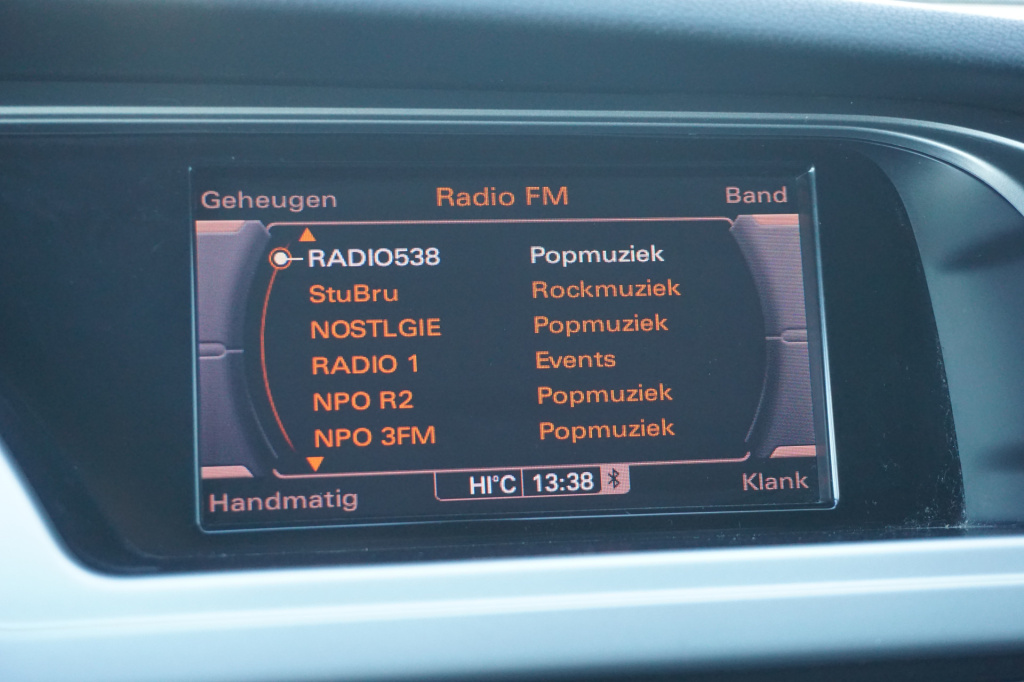 Geheugen Radio FM Band
RADIO538 Popmuziek
StuBru Rockmuziek
NOSTLGIE Popmuziek
RADIO 1 Events
NPO R2 Popmuziek
NPO 3FM Popmuziek
Handmatig HI°C 13:38 Klank